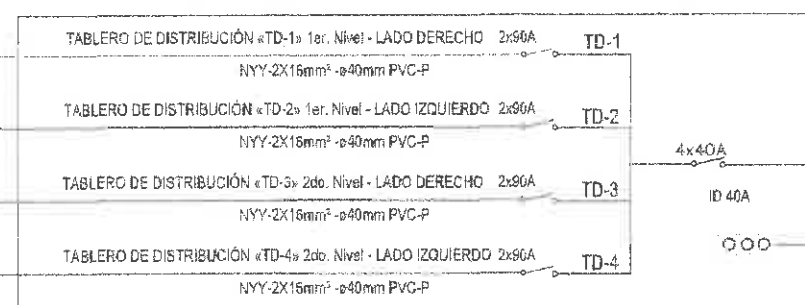 TABLERO DE DISTRIBUCIÓN «TD-1» 1er. Nivel - LADO DERECHO 2x90A TD-1
NYY-2X16mm² -ø40mm PVC-P
TABLERO DE DISTRIBUCIÓN «TD-2» 1er. Nivel - LADO IZQUIERDO 2x90A TD-2
NYY-2X16mm² -ø40mm PVC-P
4x40A
TABLERO DE DISTRIBUCIÓN «TD-3» 2do. Nivel - LADO DERECHO 2x90A TD-3
ID 40A
NYY-2X16mm² -ø40mm PVC-P
TABLERO DE DISTRIBUCIÓN «TD-4» 2do. Nivel - LADO IZQUIERDO 2x90A TD-4
NYY-2X16mm² -ø40mm PVC-P